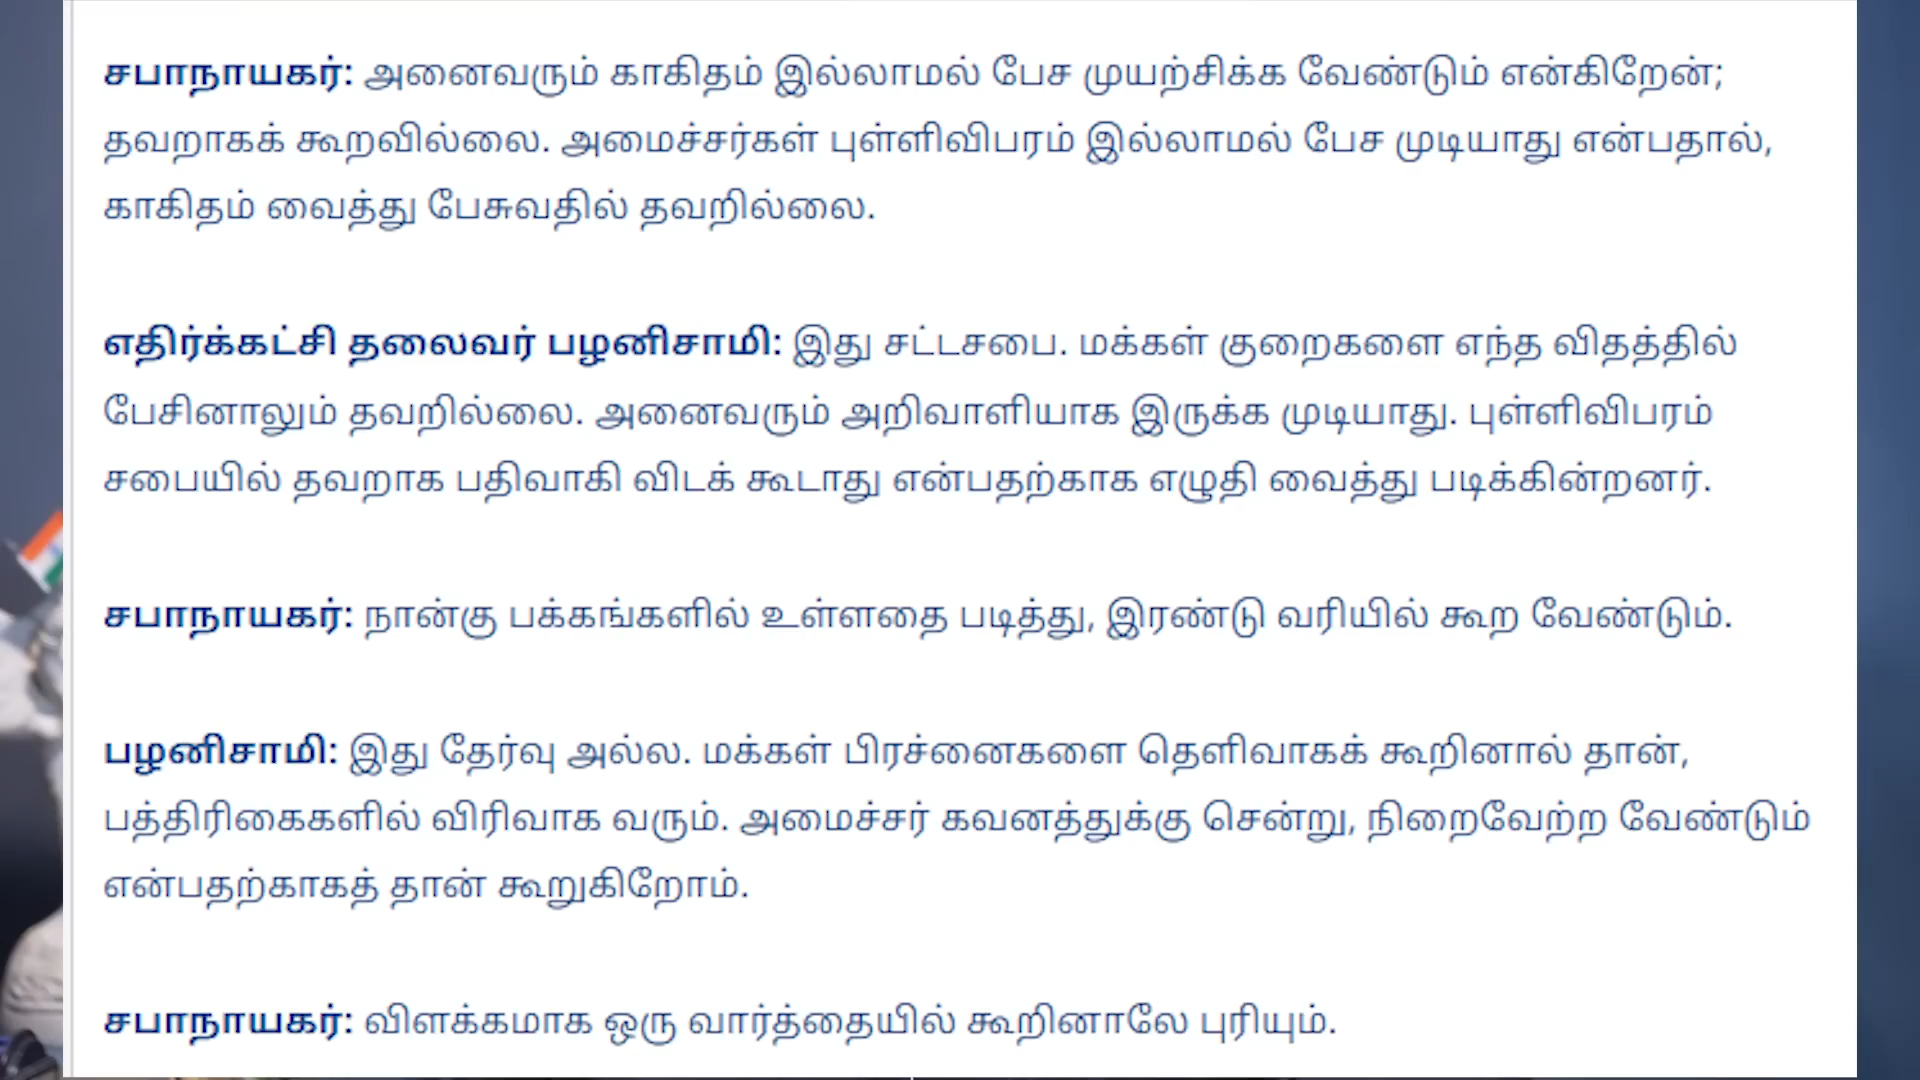 சபாநாயகர்: அனைவரும் காகிதம் இல்லாமல் பேச முயற்சிக்க வேண்டும் என்கிறேன்;
தவறாகக் கூறவில்லை. அமைச்சர்கள் புள்ளிவிபரம் இல்லாமல் பேச முடியாது என்பதால்,
காகிதம் வைத்து பேசுவதில் தவறில்லை.
எதிர்க்கட்சி தலைவர் பழனிசாமி: இது சட்டசபை. மக்கள் குறைகளை எந்த விதத்தில்
பேசினாலும் தவறில்லை. அனைவரும் அறிவாளியாக இருக்க முடியாது. புள்ளிவிபரம்
சபையில் தவறாக பதிவாகி விடக் கூடாது என்பதற்காக எழுதி வைத்து படிக்கின்றனர்.
சபாநாயகர்: நான்கு பக்கங்களில் உள்ளதை படித்து, இரண்டு வரியில் கூற வேண்டும்.
பழனிசாமி: இது தேர்வு அல்ல. மக்கள் பிரச்னைகளை தெளிவாகக் கூறினால் தான்,
பத்திரிகைகளில் விரிவாக வரும். அமைச்சர் கவனத்துக்கு சென்று, நிறைவேற்ற வேண்டும்
என்பதற்காகத் தான் கூறுகிறோம்.
சபாநாயகர்: விளக்கமாக ஒரு வார்த்தையில் கூறினாலே புரியும்.